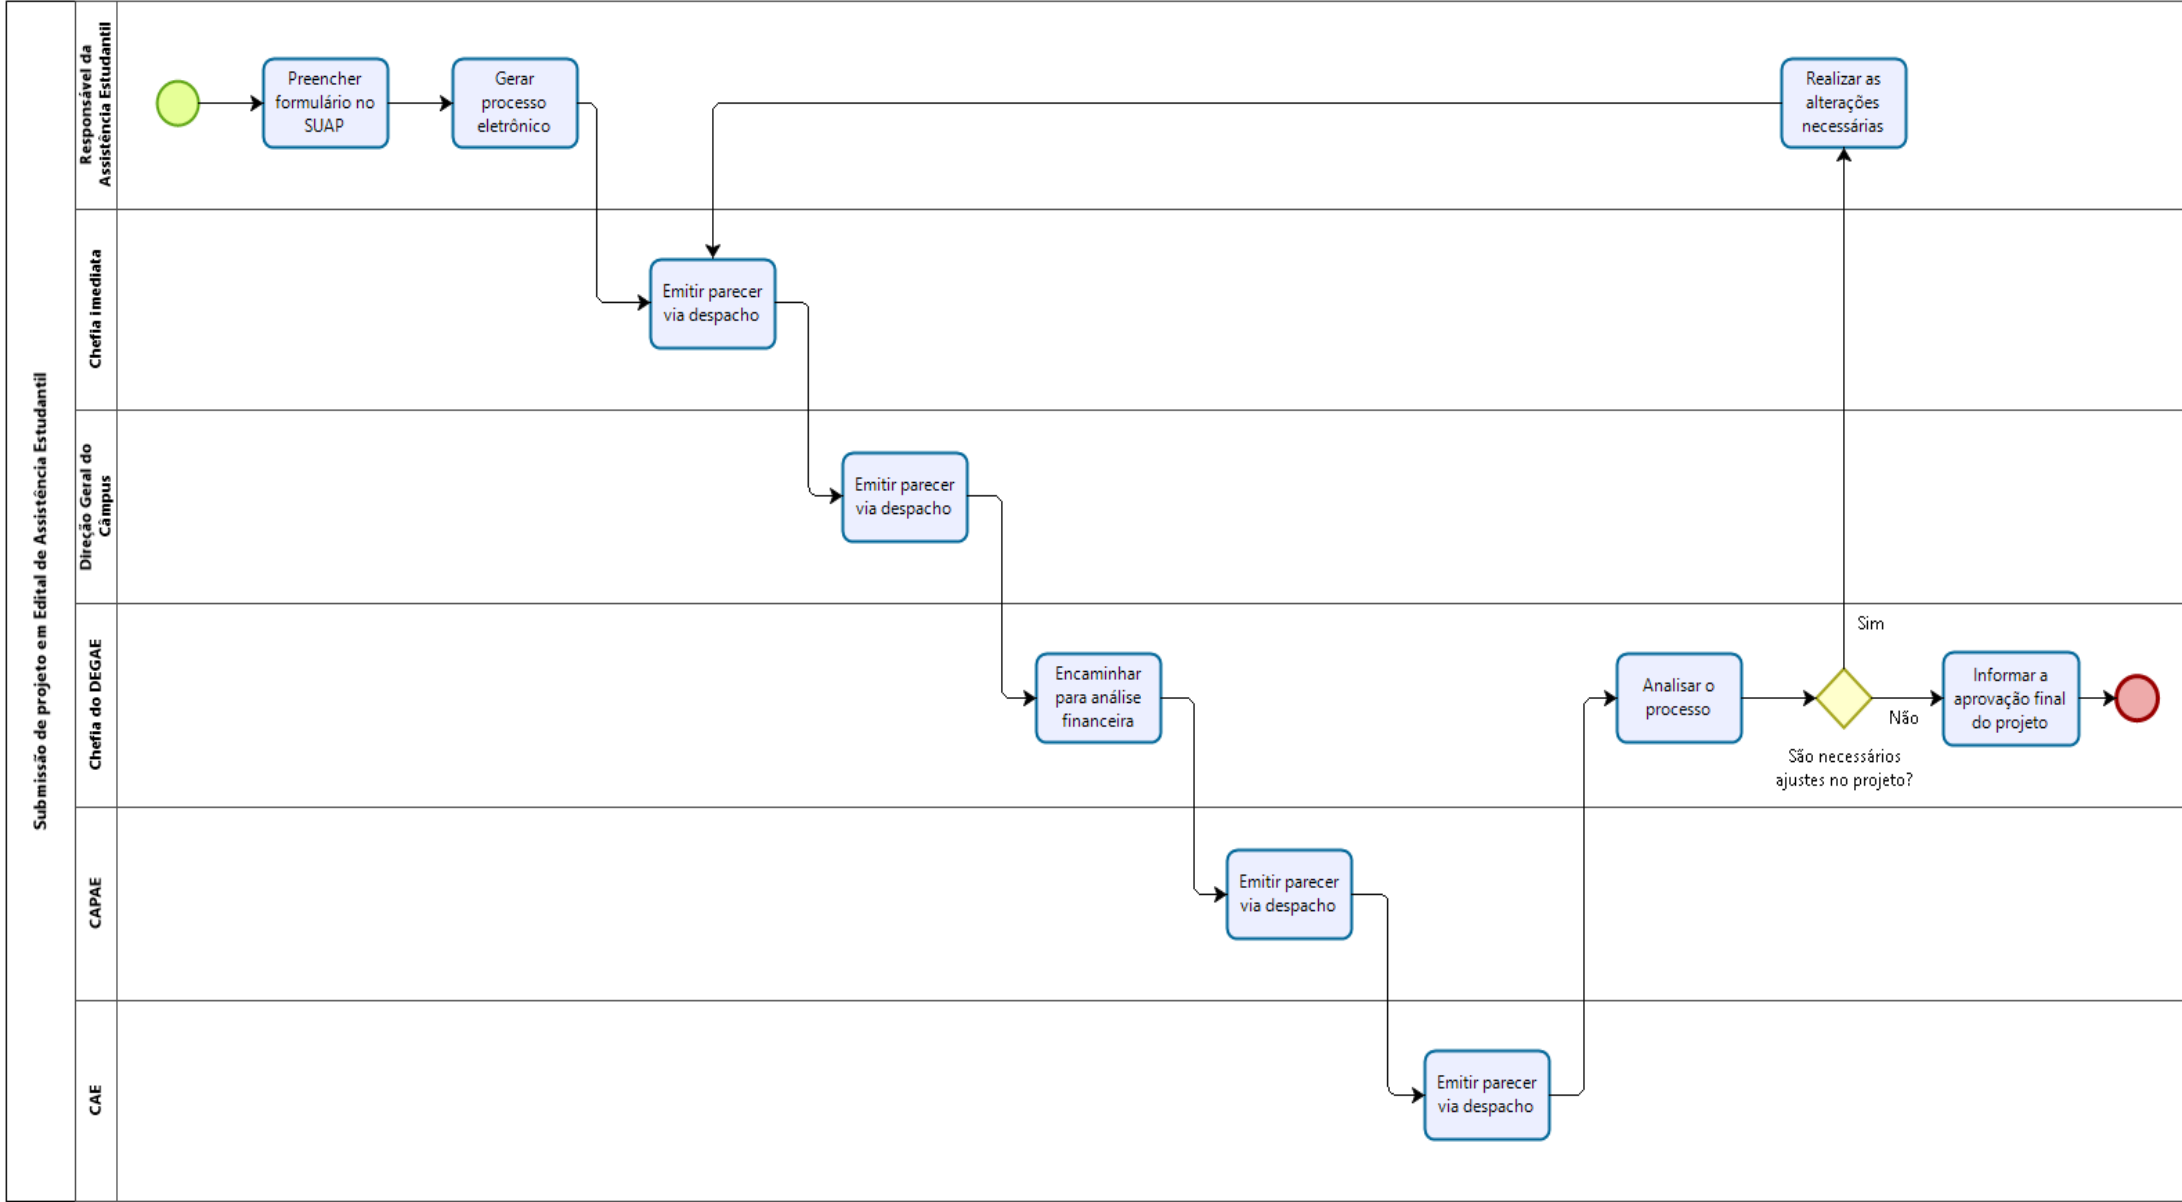 Submissão de projeto em Edital de Assistência Estudantil
Responsável da
Assistência Estudantil
Preencher
formulário no
SUAP
Gerar
processo
eletrônico
Realizar as
alterações
necessárias
Chefia imediata
Emitir parecer
via despacho
Direção Geral do
Câmpus
Emitir parecer
via despacho
Chefia do DEGAE
Encaminhar
para análise
financeira
Analisar o
processo
Sim
Não
São necessários
ajustes no projeto?
Informar a
aprovação final
do projeto
CAPAE
Emitir parecer
via despacho
CAE
Emitir parecer
via despacho